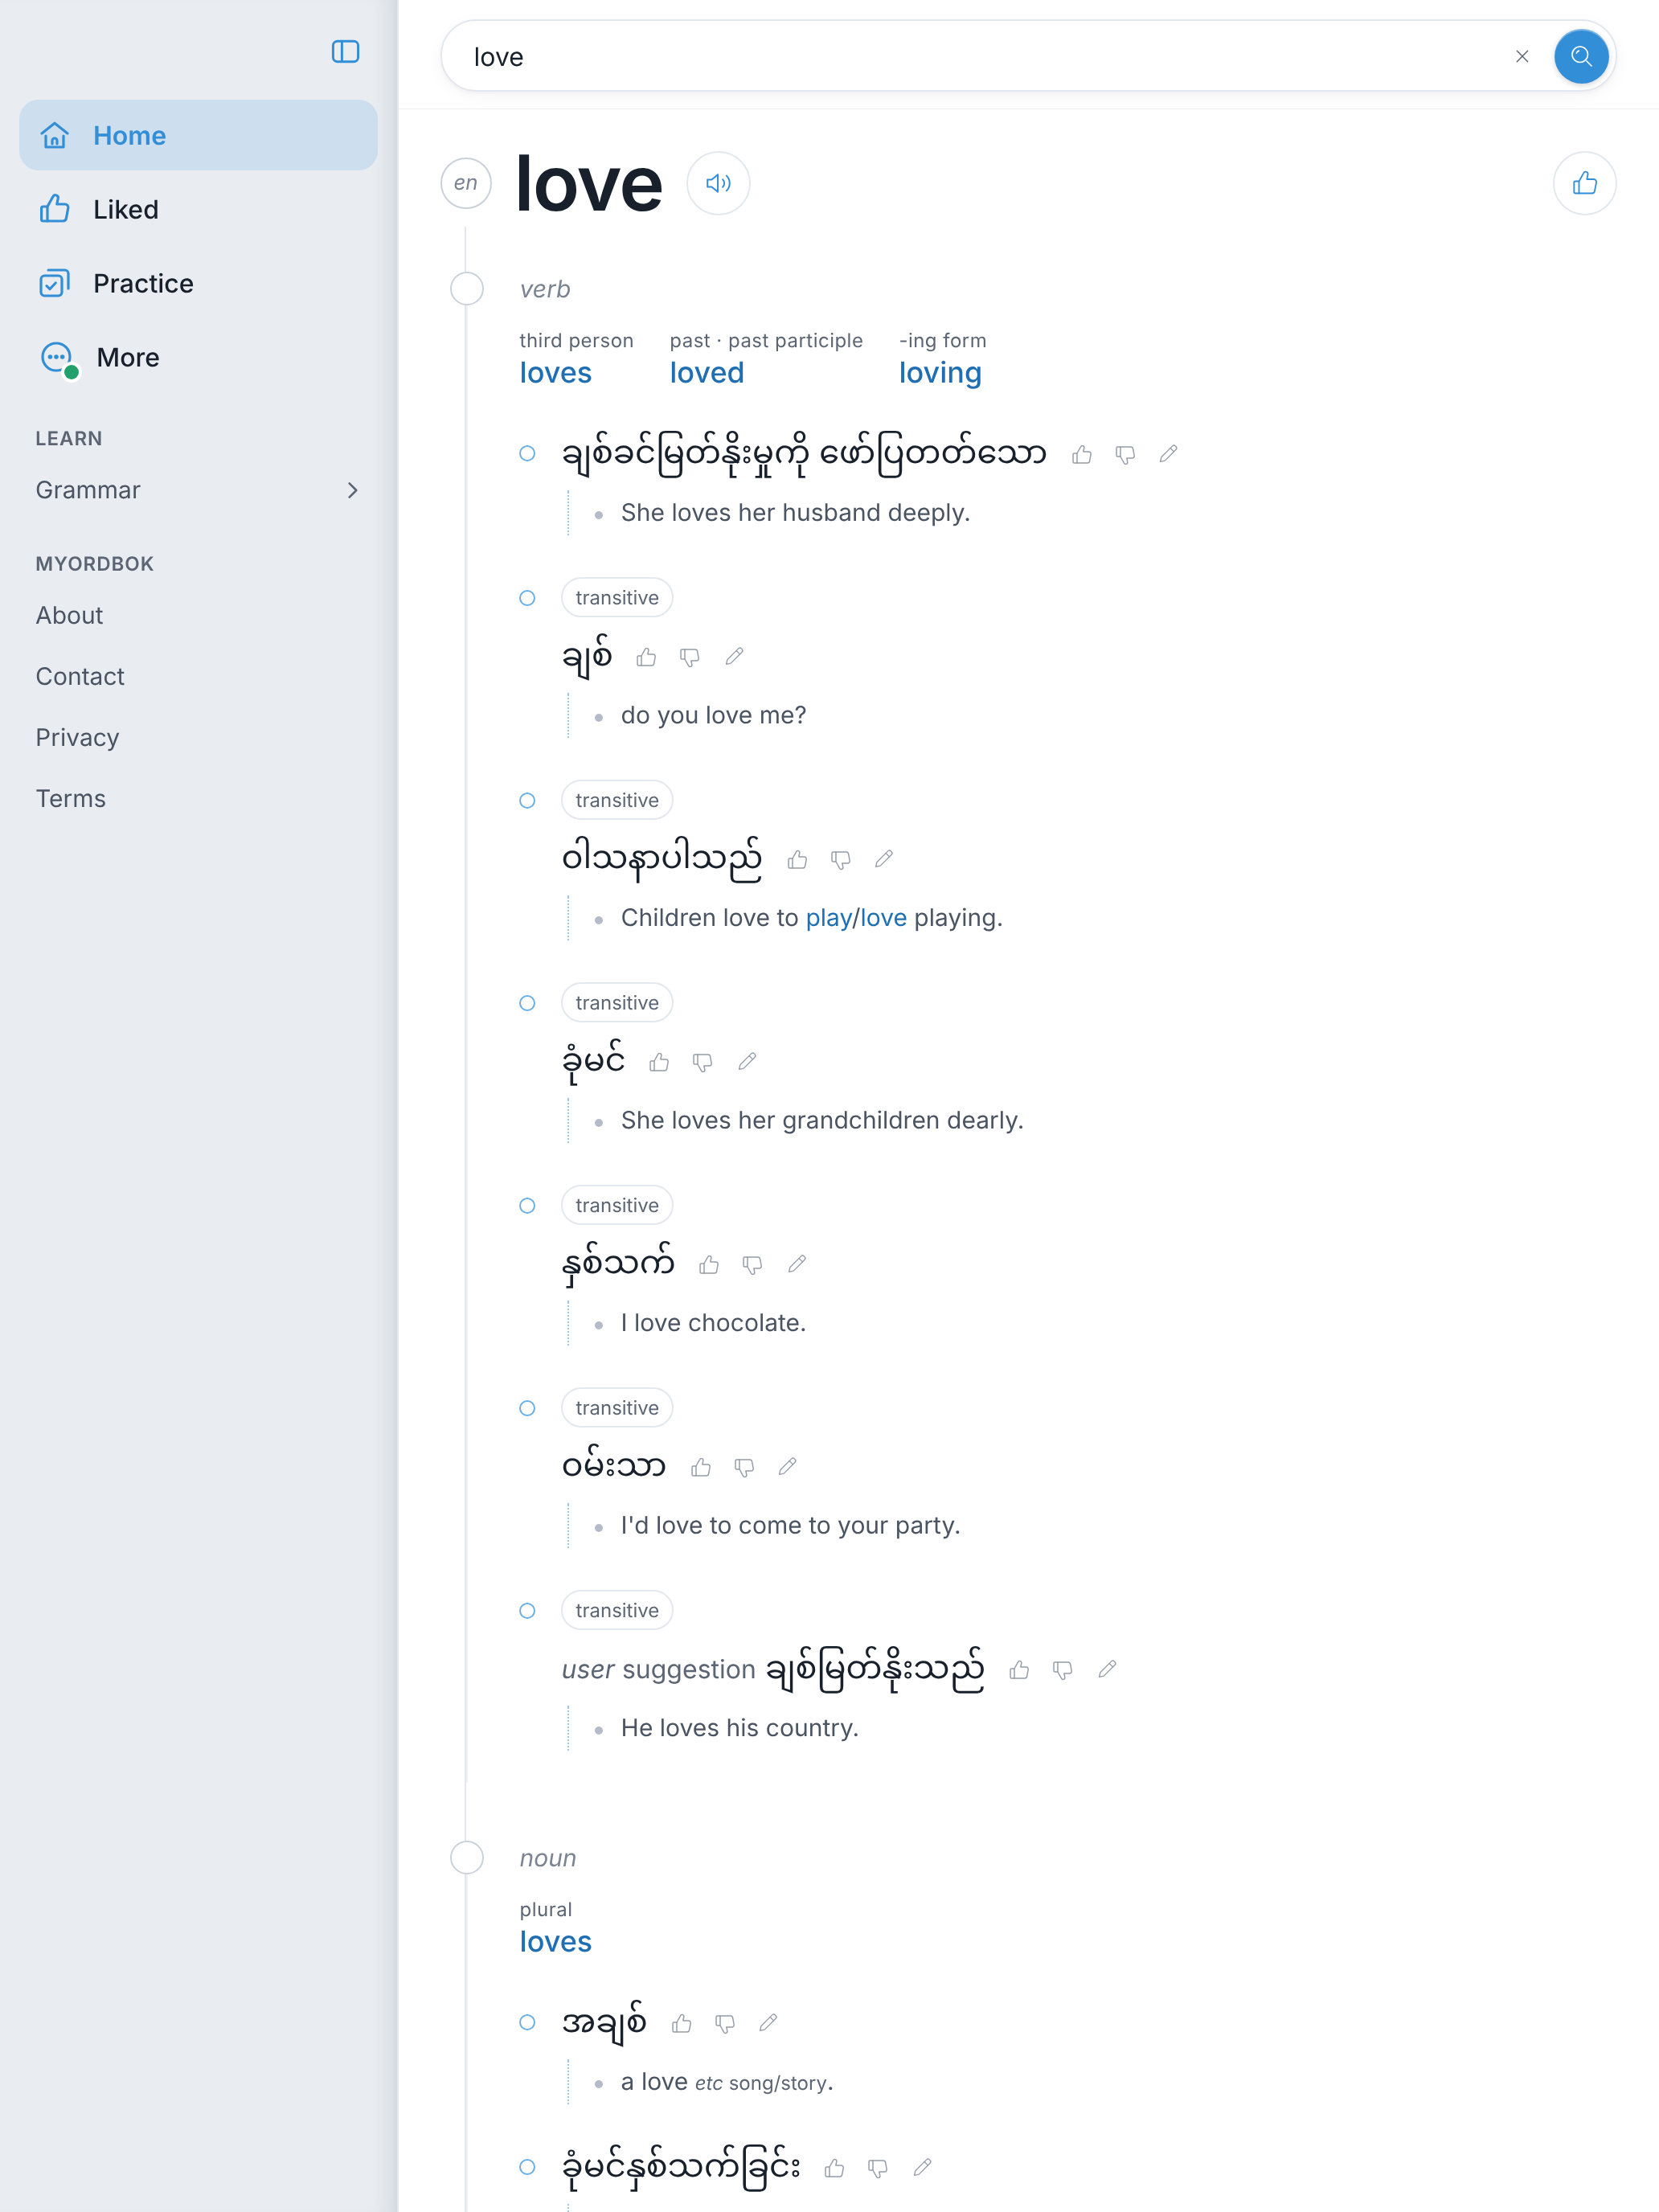 love
Home
Liked
Practice
More
LEARN
Grammar
MYORDBOK
About
Contact
Privacy
Terms
en love
verb
third person past · past participle -ing form
loves loved loving
ချစ်ခင်မြတ်နိုးမှုကို ဖော်ပြတတ်သော
She loves her husband deeply.
transitive
ချစ်
do you love me?
transitive
ဝါသနာပါသည်
Children love to play/love playing.
transitive
ခုံမင်
She loves her grandchildren dearly.
transitive
နှစ်သက်
I love chocolate.
transitive
ဝမ်းသာ
I'd love to come to your party.
transitive
user suggestion ချစ်မြတ်နိုးသည်
He loves his country.
noun
plural
loves
အချစ်
a love etc song/story.
ခုံမင်နှစ်သက်ခြင်း